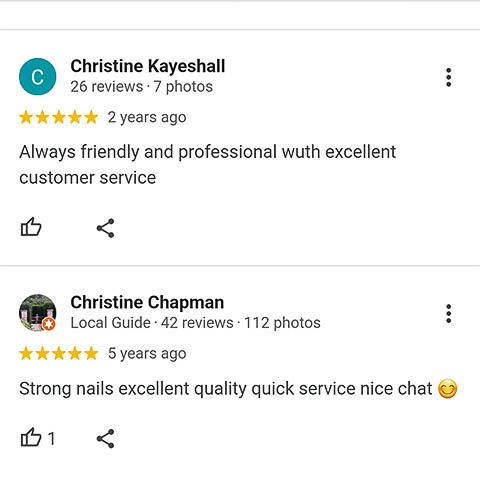 C
Christine Kayeshall
26 reviews · 7 photos
2 years ago
Always friendly and professional wuth excellent
customer service
Christine Chapman
Local Guide · 42 reviews · 112 photos
5 years ago
Strong nails excellent quality quick service nice chat 😊
1